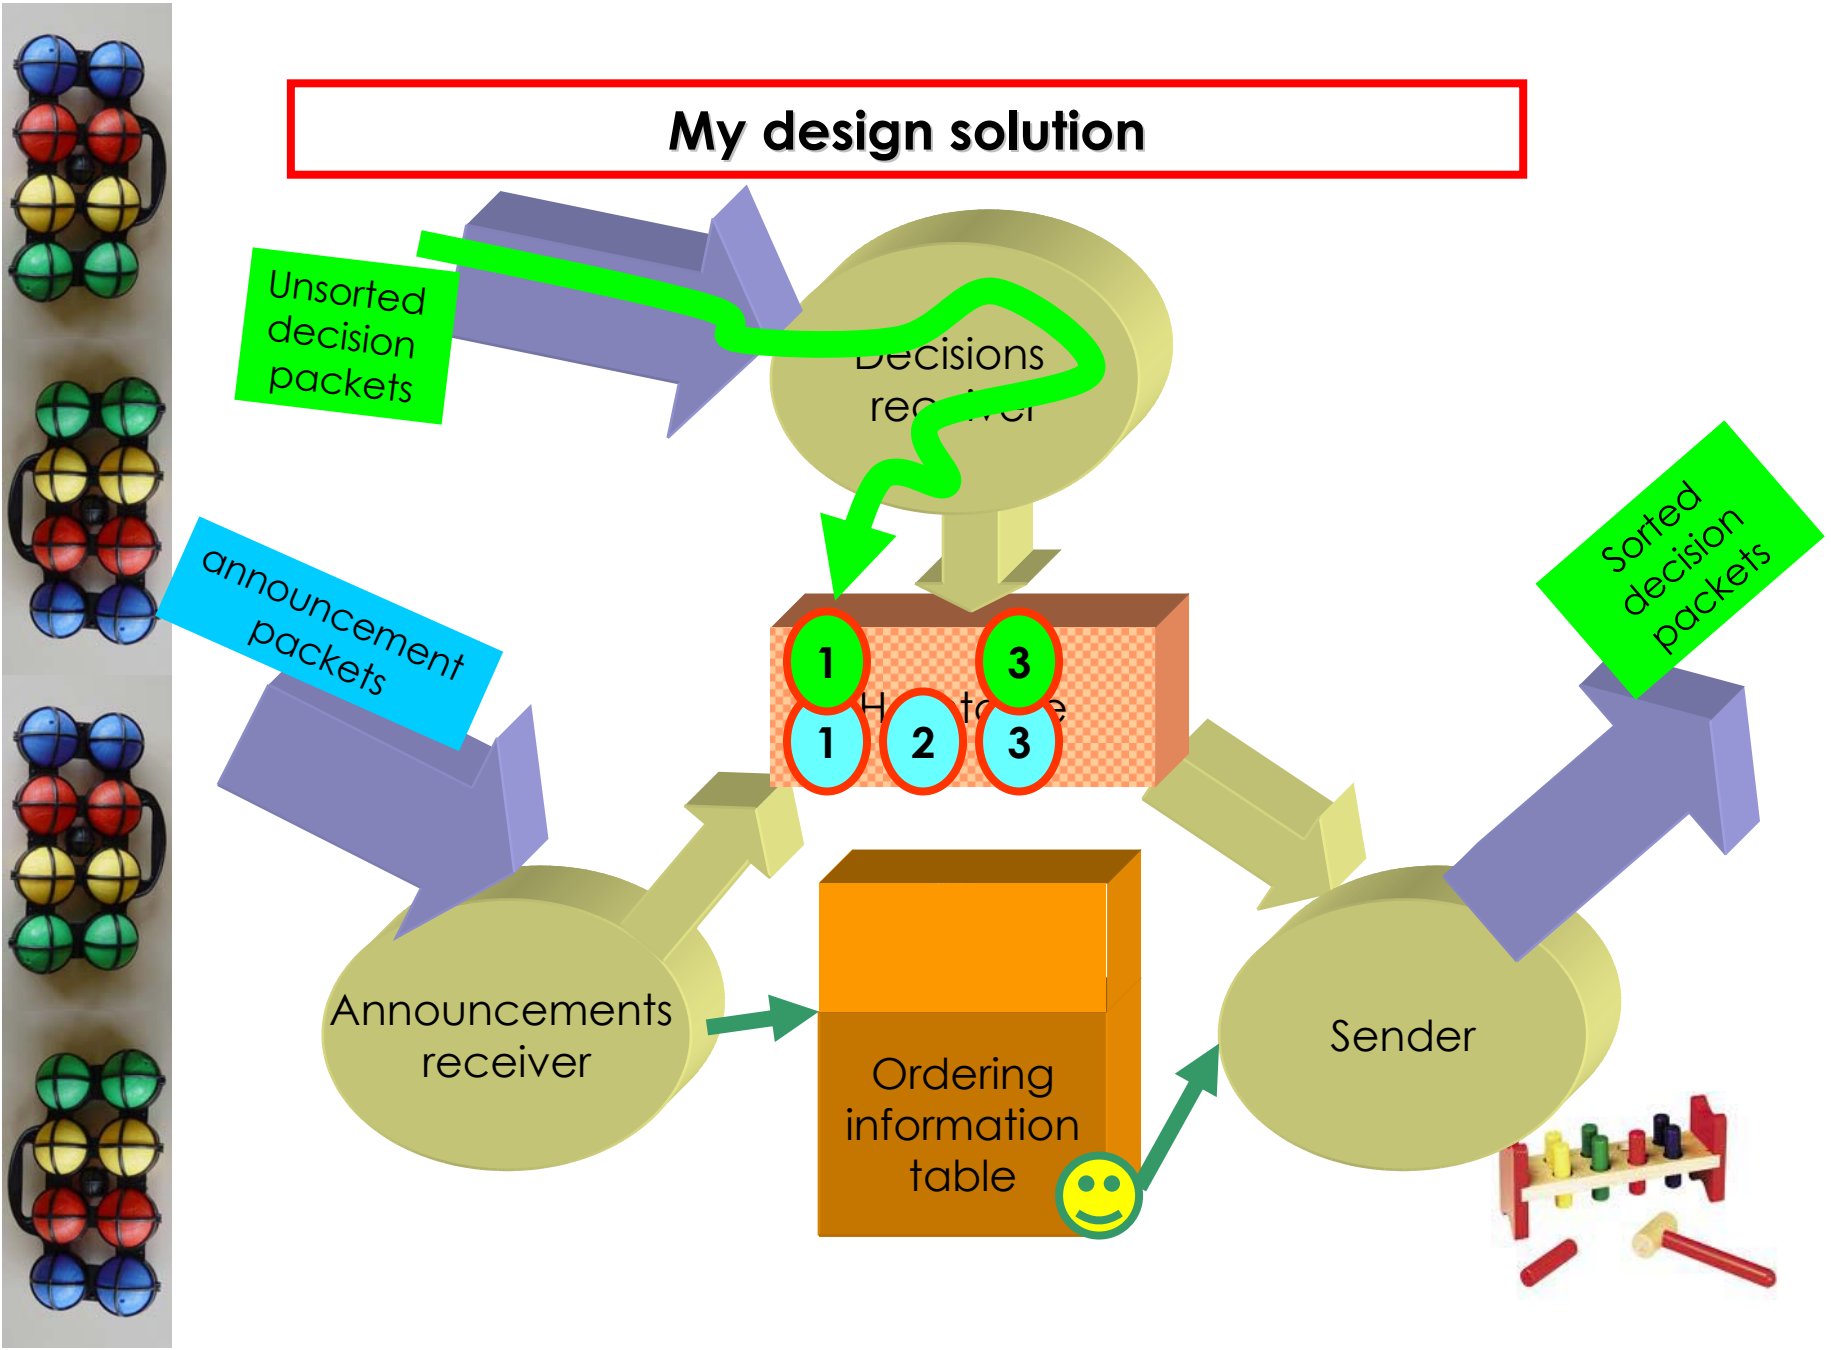 My design solution
Unsorted
decision
packets
Decisions
receiver
Sorted
decision
packets
announcement
packets
1
3
1
2
3
Announcements
receiver
Ordering
information
table
Sender